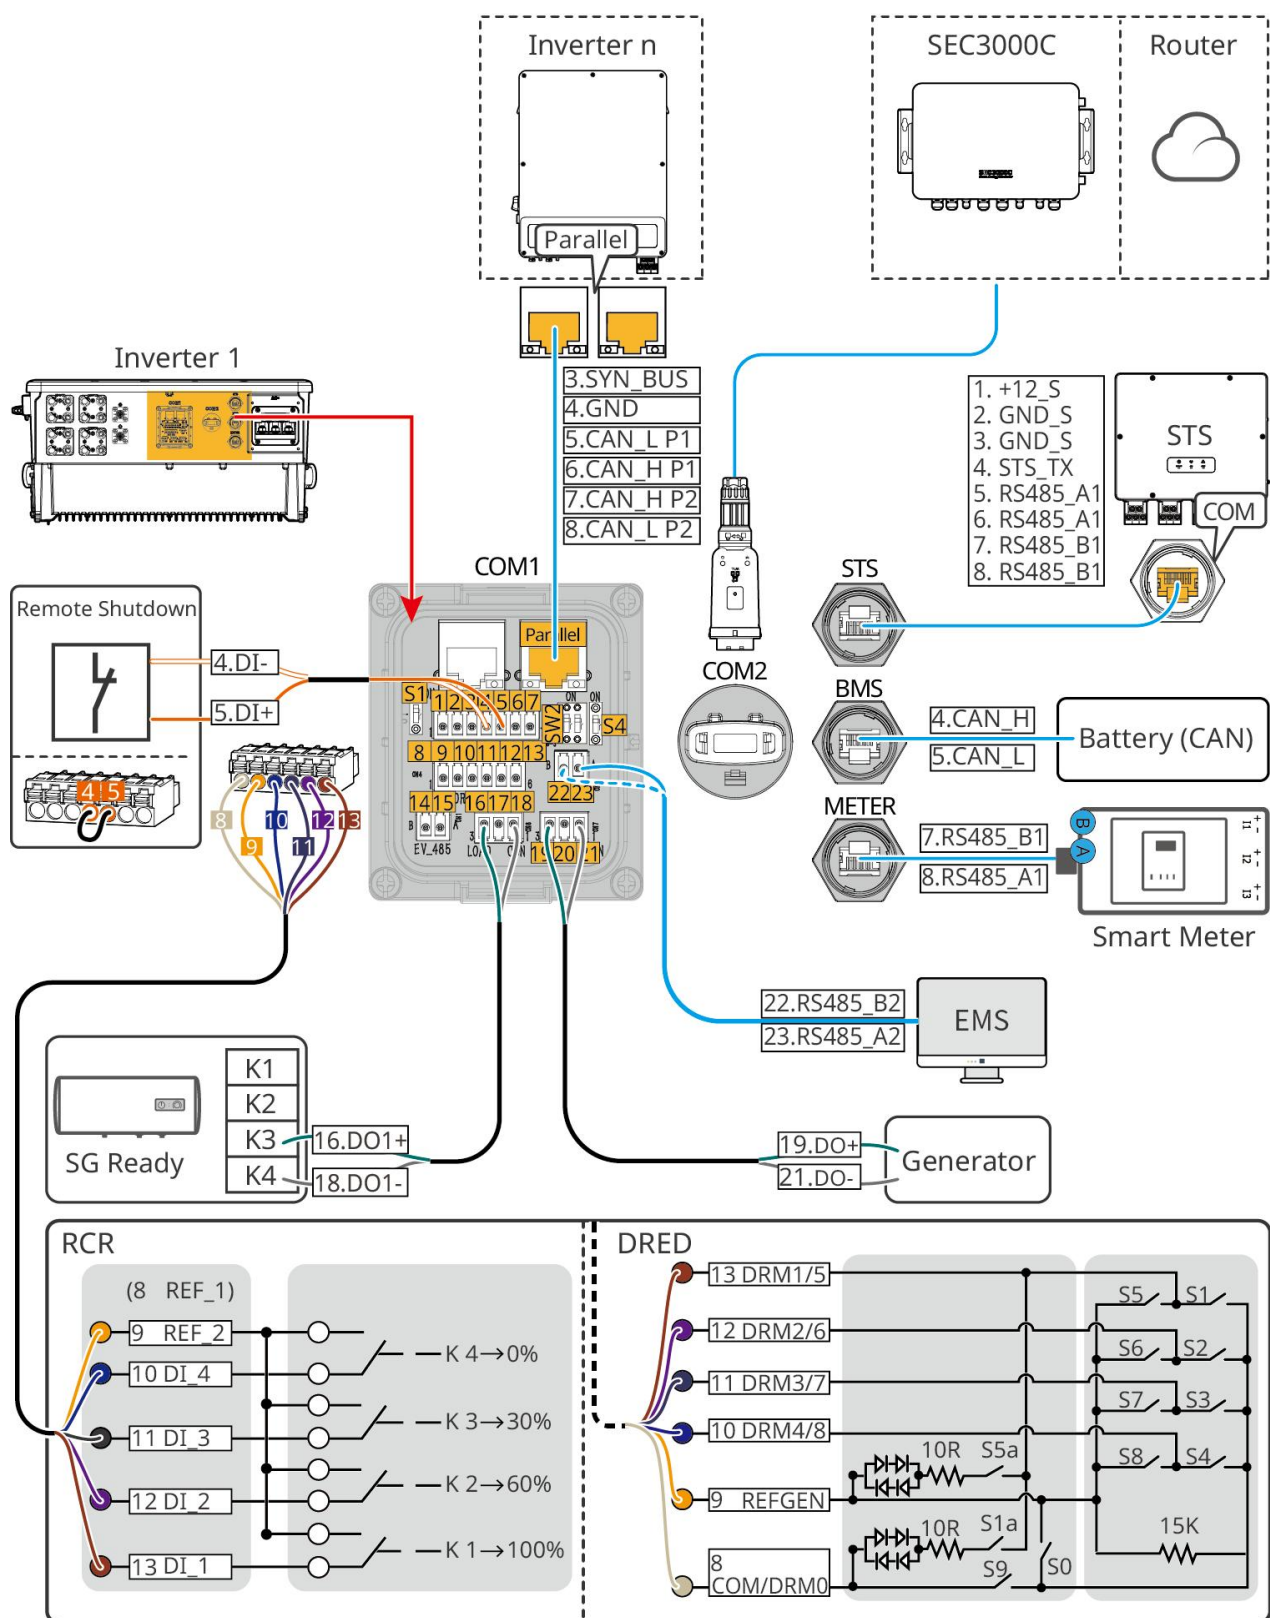 Inverter n
SEC3000C
Router
Parallel
Inverter 1
3.SYN_BUS
4.GND
5.CAN_L P1
6.CAN_H P1
7.CAN_H P2
8.CAN_L P2
1. +12_S
2. GND_S
3. GND_S
4. STS_TX
5. RS485_A1
6. RS485_A1
7. RS485_B1
8. RS485_B1
STS
COM
COM1
STS
Remote Shutdown
4.DI-
5.DI+
Parallel
S1
ON
ON
1 2 3 4 5 6 7
SW2
S4
8 9 10 11 12 13
22 23
14 15 16 17 18
EV_485
19 20 21
COM2
BMS
4.CAN_H
5.CAN_L
Battery (CAN)
METER
7.RS485_B1
8.RS485_A1
B
A
I1
I2
I3
+ -
+ -
+ -
Smart Meter
4 5
8 9 10 11 12 13
22.RS485_B2
23.RS485_A2
EMS
K1
K2
K3
K4
SG Ready
16.DO1+
18.DO1-
19.DO+
21.DO-
Generator
RCR
(8 REF_1)
9 REF_2
10 DI_4
11 DI_3
12 DI_2
13 DI_1
K 4→0%
K 3→30%
K 2→60%
K 1→100%
DRED
13 DRM1/5
12 DRM2/6
11 DRM3/7
10 DRM4/8
9 REFGEN
8
COM/DRM0
10R
S5a
10R
S1a
S9
S0
S5
S1
S6
S2
S7
S3
S8
S4
15K